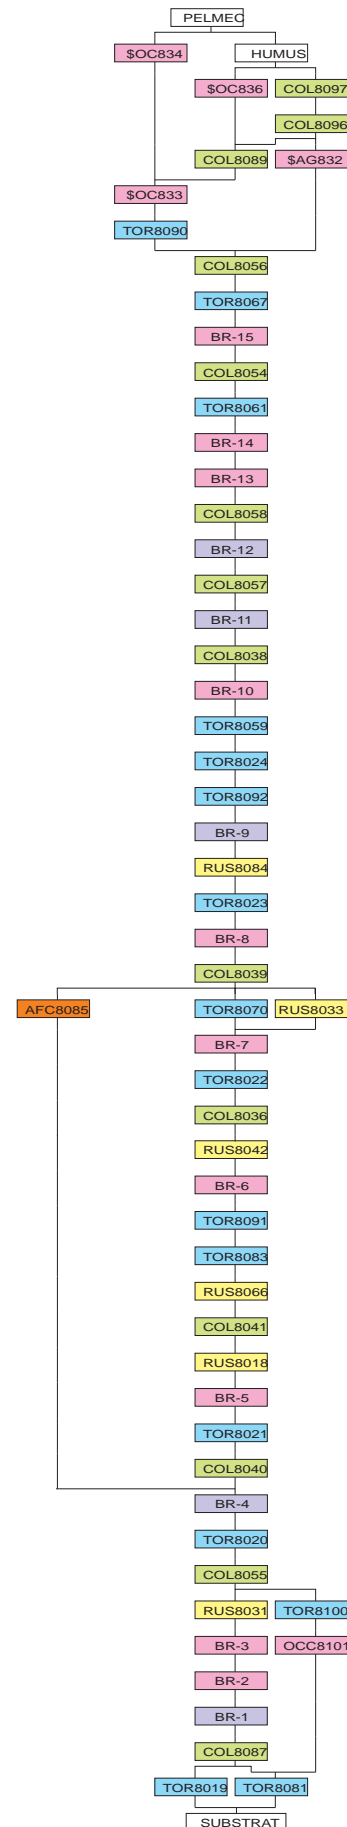 PELMEC
$OC834
HUMUS
$OC836
COL8097
COL8096
COL8089
$AG832
$OC833
TOR8090
COL8056
TOR8067
BR-15
COL8054
TOR8061
BR-14
BR-13
COL8058
BR-12
COL8057
BR-11
COL8038
BR-10
TOR8059
TOR8024
TOR8092
BR-9
RUS8084
TOR8023
BR-8
COL8039
AFC8085
TOR8070
RUS8033
BR-7
TOR8022
COL8036
RUS8042
BR-6
TOR8091
TOR8083
RUS8066
COL8041
RUS8018
BR-5
TOR8021
COL8040
BR-4
TOR8020
COL8055
RUS8031
TOR8100
BR-3
OCC8101
BR-2
BR-1
COL8087
TOR8019
TOR8081
SUBSTRAT